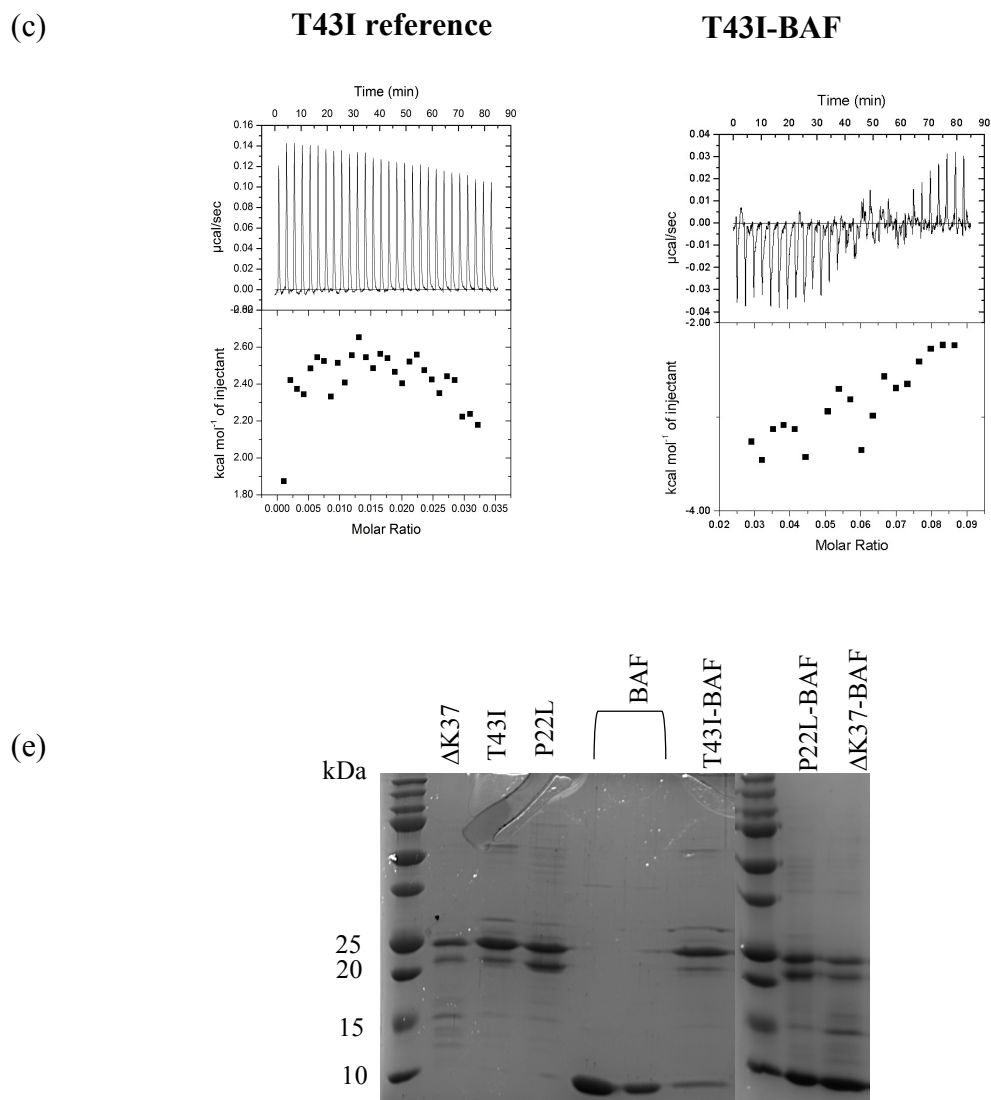 (c)
T43I reference
T43I-BAF
Time (min)
0 10 20 30 40 50 60 70 80 90
0.16
0.14
0.12
0.10
0.08
0.06
0.04
0.02
0.00
µcal/sec
2.60
2.40
2.20
2.00
1.80
kcal mol⁻¹ of injectant
0.000 0.005 0.010 0.015 0.020 0.025 0.030 0.035
Molar Ratio
Time (min)
0 10 20 30 40 50 60 70 80 90
0.04
0.03
0.02
0.01
0.00
-0.01
-0.02
-0.03
-0.04
µcal/sec
-2.00
-4.00
kcal mol⁻¹ of injectant
0.02 0.03 0.04 0.05 0.06 0.07 0.08 0.09
Molar Ratio
(e)
kDa
ΔK37
T43I
P22L
BAF
T43I-BAF
P22L-BAF
ΔK37-BAF
25
20
15
10